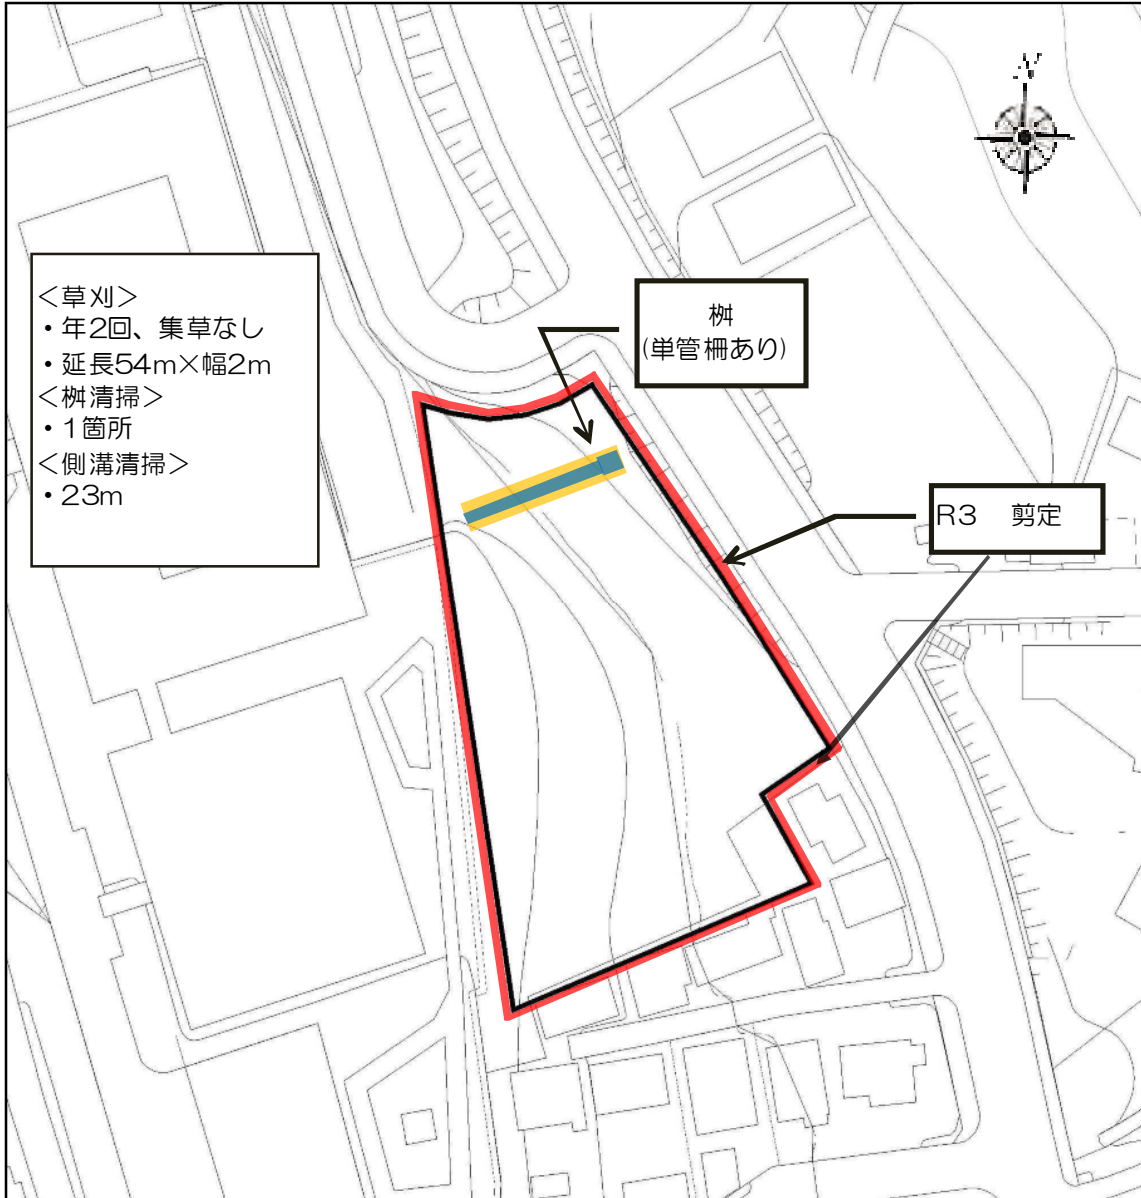 N
<草刈>
・年2回、集草なし
・延長54m×幅2m
<桝清掃>
・1箇所
<側溝清掃>
・23m
桝
(単管柵あり)
R3　剪定